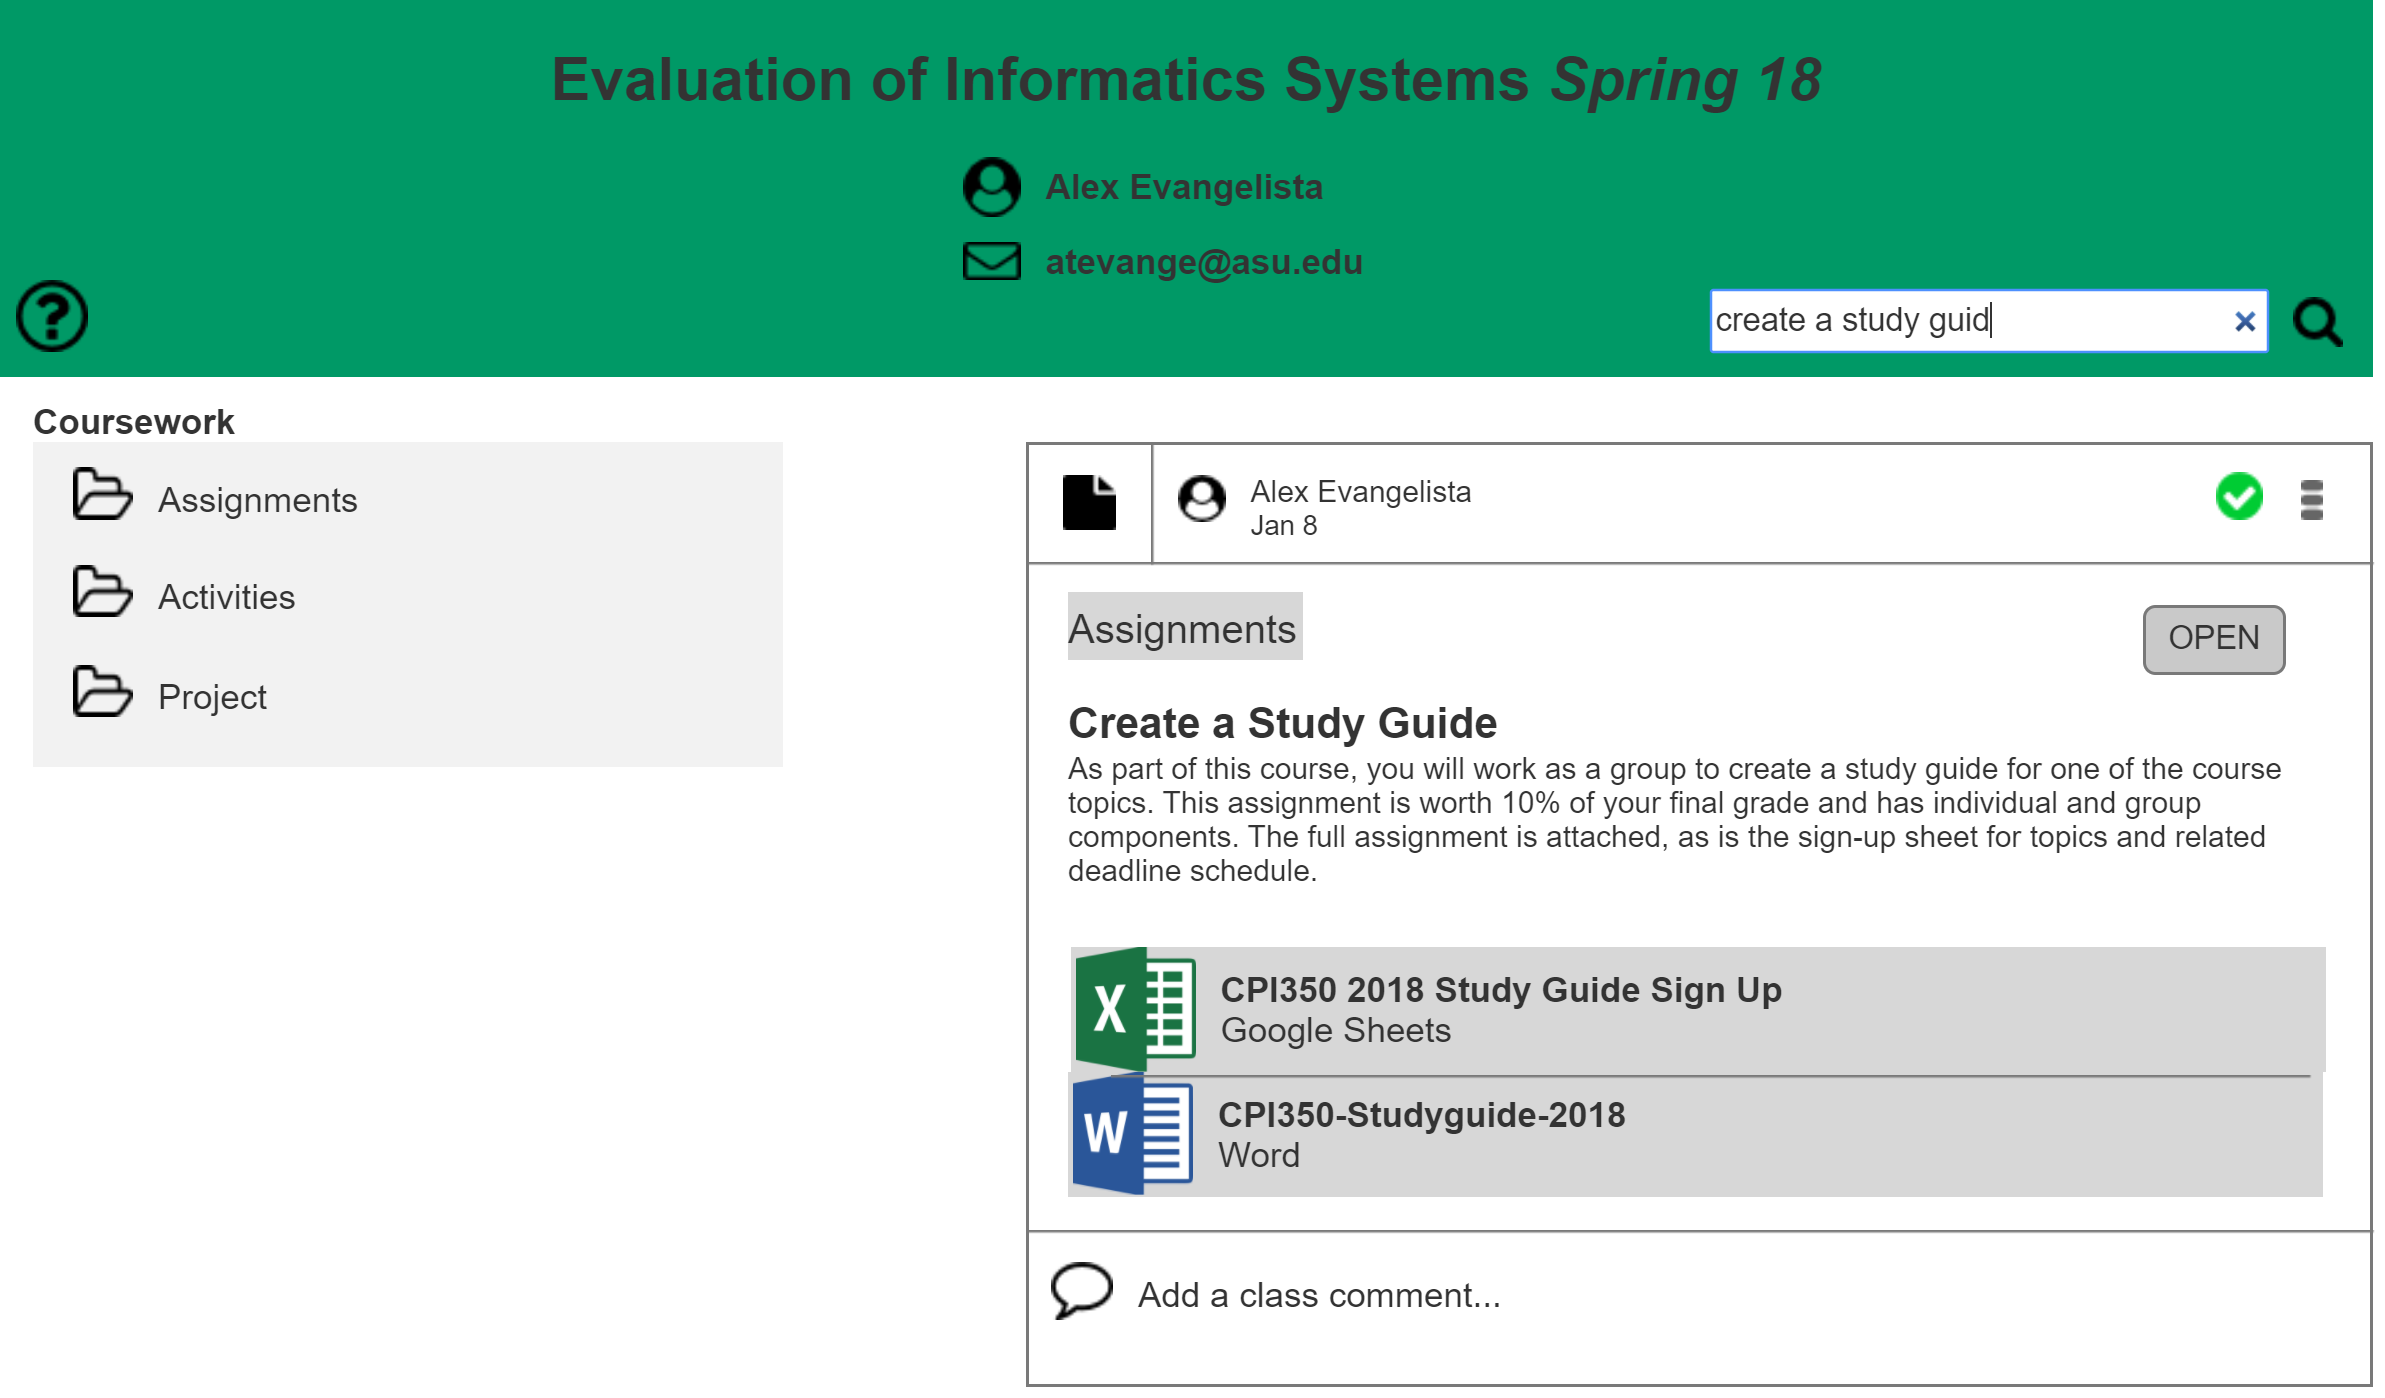 Evaluation of Informatics Systems Spring 18
Alex Evangelista
atevange@asu.edu
create a study guid
Coursework
Assignments
Activities
Project
Alex Evangelista
Jan 8
Assignments
OPEN
Create a Study Guide
As part of this course, you will work as a group to create a study guide for one of the course
topics. This assignment is worth 10% of your final grade and has individual and group
components. The full assignment is attached, as is the sign-up sheet for topics and related
deadline schedule.
X
CPI350 2018 Study Guide Sign Up
Google Sheets
W
CPI350-Studyguide-2018
Word
Add a class comment...